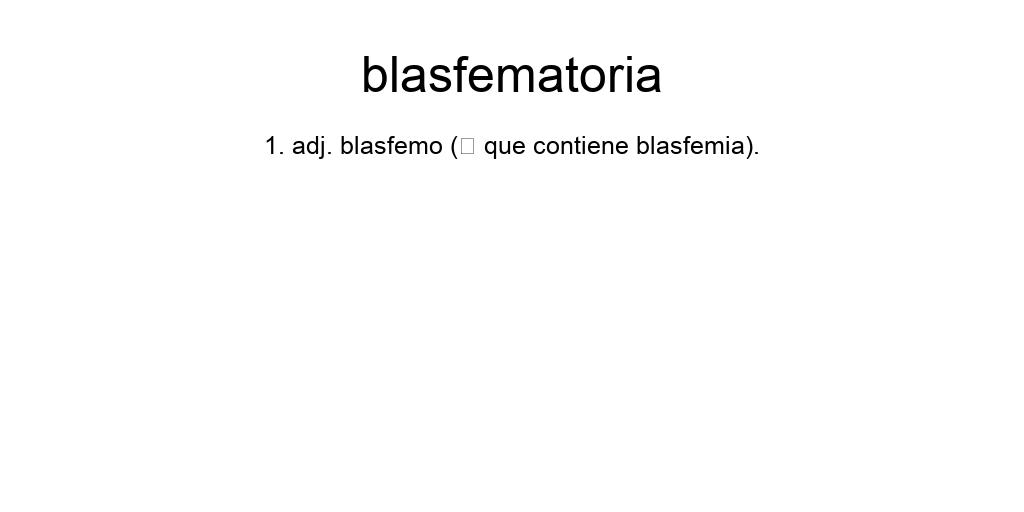 blasfematoria
1. adj. blasfemo (□ que contiene blasfemia).